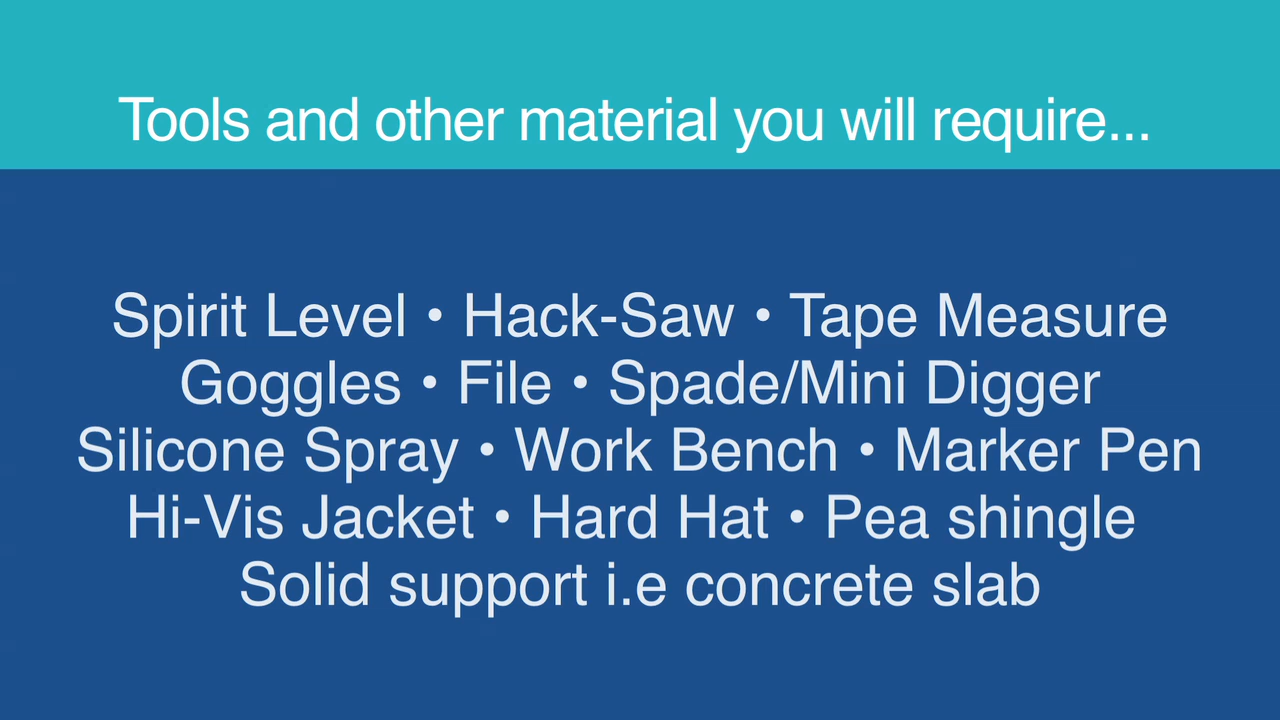 Tools and other material you will require...
Spirit Level • Hack-Saw • Tape Measure
Goggles • File • Spade/Mini Digger
Silicone Spray • Work Bench • Marker Pen
Hi-Vis Jacket • Hard Hat • Pea shingle
Solid support i.e concrete slab